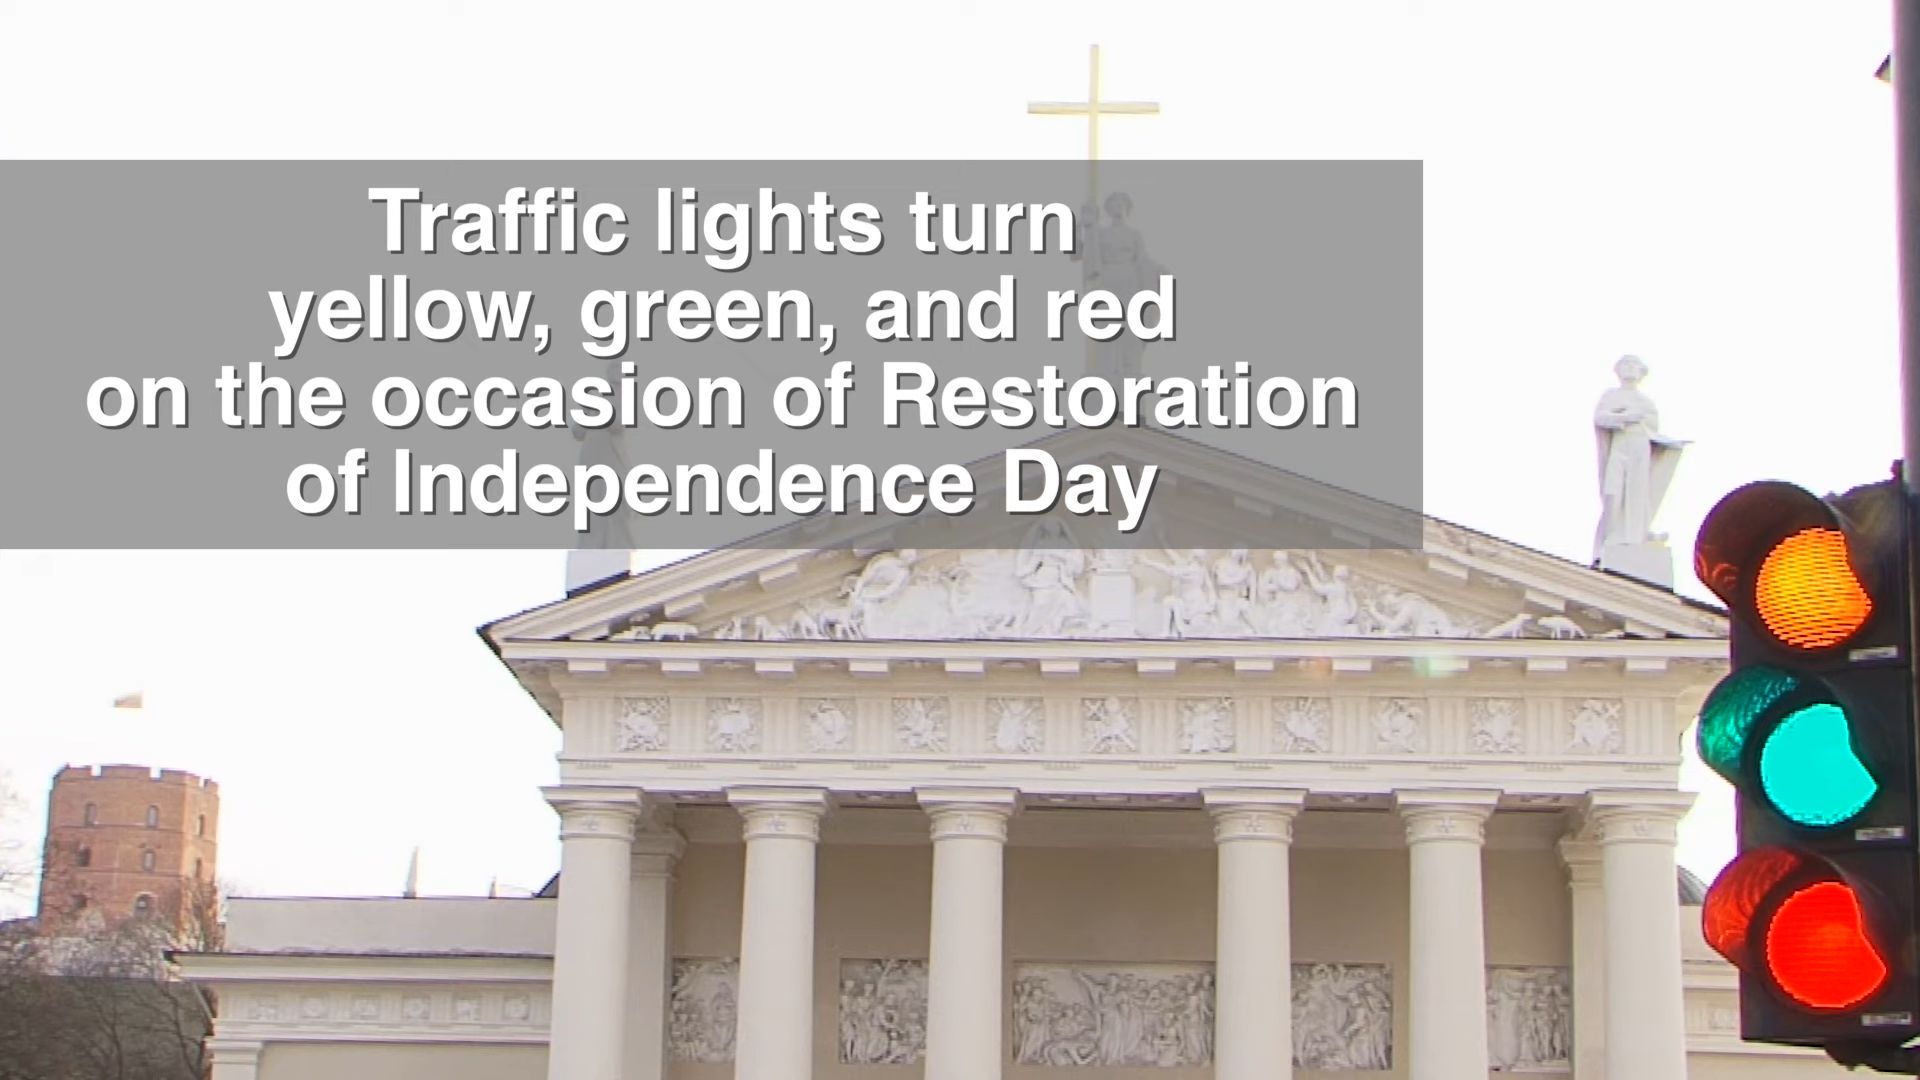 Traffic lights turn
yellow, green, and red
on the occasion of Restoration
of Independence Day